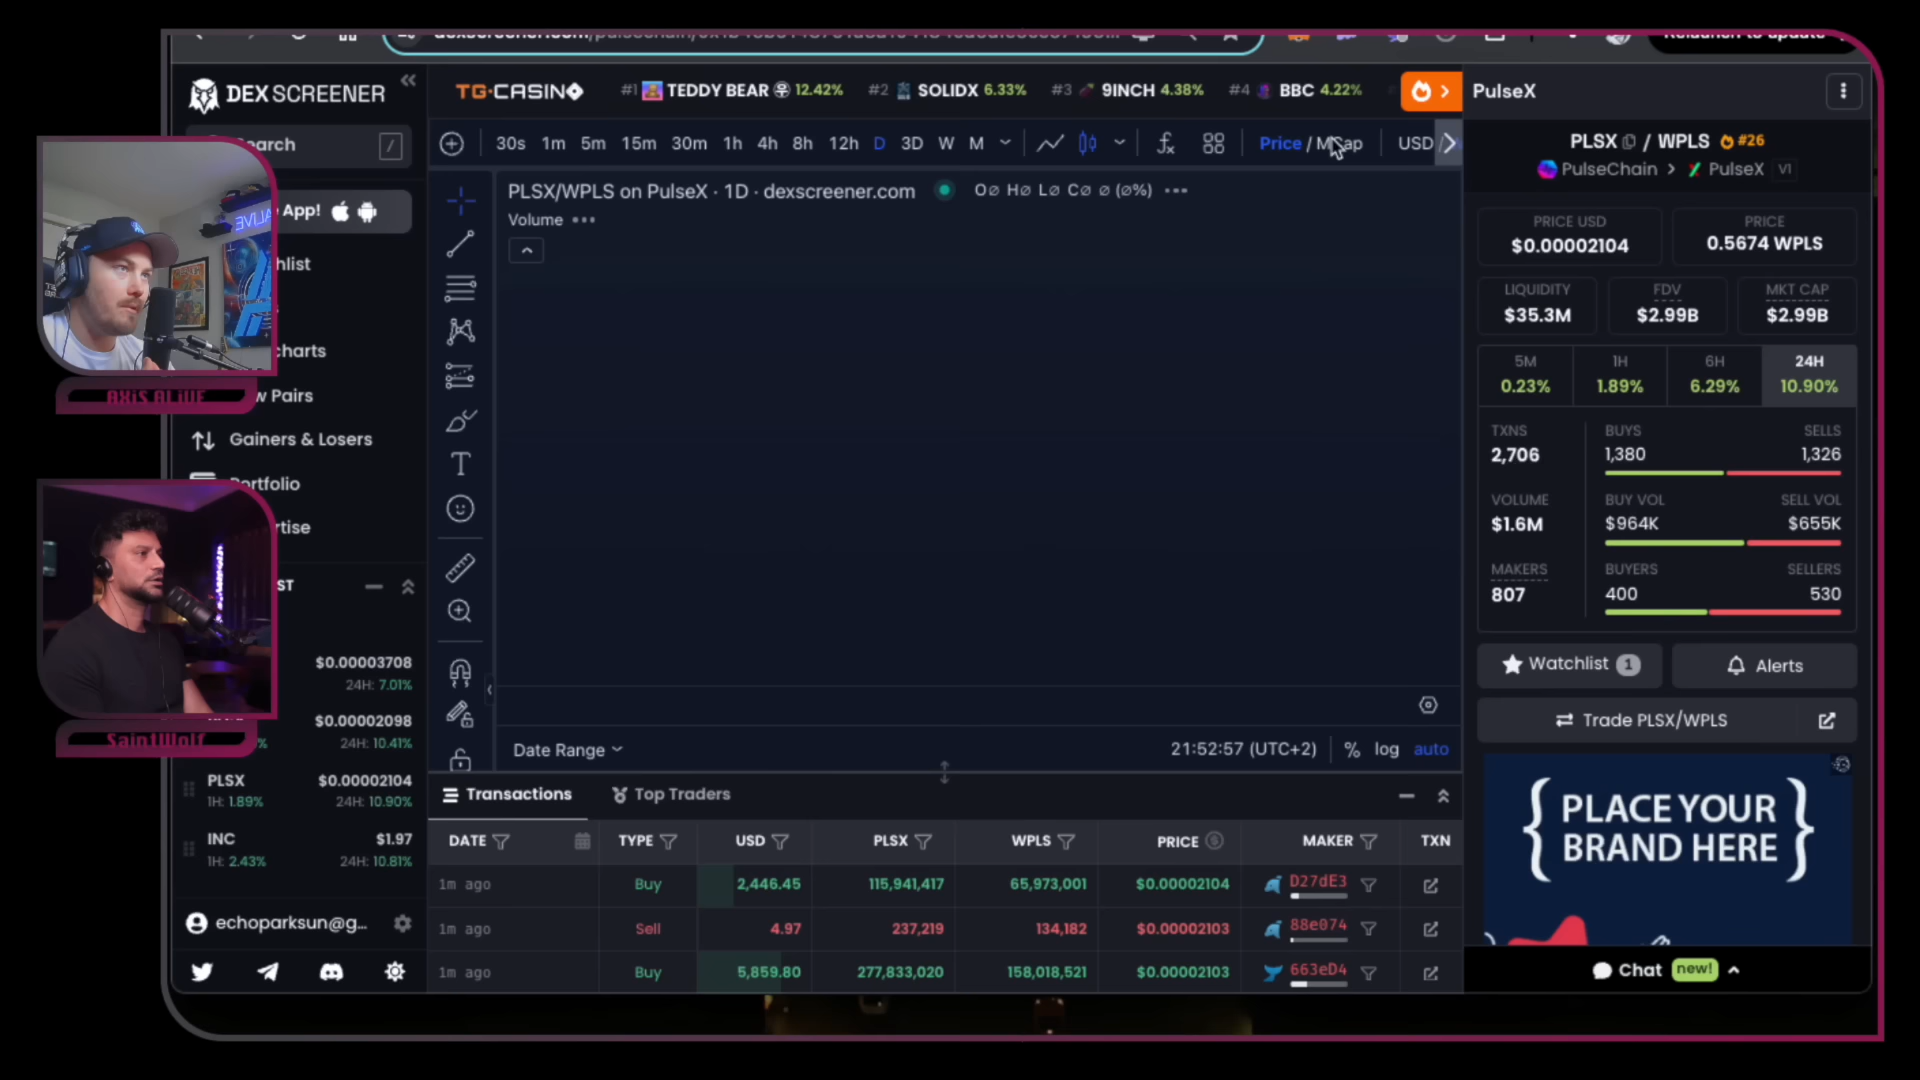 Relaunch to update
DEX SCREENER
TG.CASINO
#1 TEDDY BEAR 12.42%
#2 SOLIDX 6.33%
#3 9INCH 4.38%
#4 BBC 4.22%
PulseX
earch
/
30s 1m 5m 15m 30m 1h 4h 8h 12h D 3D W M
Price / MCap
USD
PLSX / WPLS #26
PulseChain > PulseX V1
App!
PLSX/WPLS on PulseX · 1D · dexscreener.com
O∅ H∅ L∅ C∅ ∅ (∅%)
Volume
PRICE USD
$0.00002104
PRICE
0.5674 WPLS
hlist
LIQUIDITY
$35.3M
FDV
$2.99B
MKT CAP
$2.99B
charts
w Pairs
Gainers & Losers
Portfolio
rtise
AXiS ALiVE
5M
0.23%
1H
1.89%
6H
6.29%
24H
10.90%
TXNS
2,706
BUYS
1,380
SELLS
1,326
VOLUME
$1.6M
BUY VOL
$964K
SELL VOL
$655K
MAKERS
807
BUYERS
400
SELLERS
530
ST
$0.00003708
24H: 7.01%
$0.00002098
24H: 10.41%
SaintWolf
PLSX $0.00002104
1H: 1.89% 24H: 10.90%
INC $1.97
1H: 2.43% 24H: 10.81%
echoparksun@g...
Watchlist 1
Alerts
Trade PLSX/WPLS
Date Range
21:52:57 (UTC+2)
% log auto
Transactions
Top Traders
DATE TYPE USD PLSX WPLS PRICE MAKER TXN
1m ago Buy 2,446.45 115,941,417 65,973,001 $0.00002104 D27dE3
1m ago Sell 4.97 237,219 134,182 $0.00002103 88e074
1m ago Buy 5,859.80 277,833,020 158,018,521 $0.00002103 663eD4
{ PLACE YOUR
BRAND HERE }
Chat new!